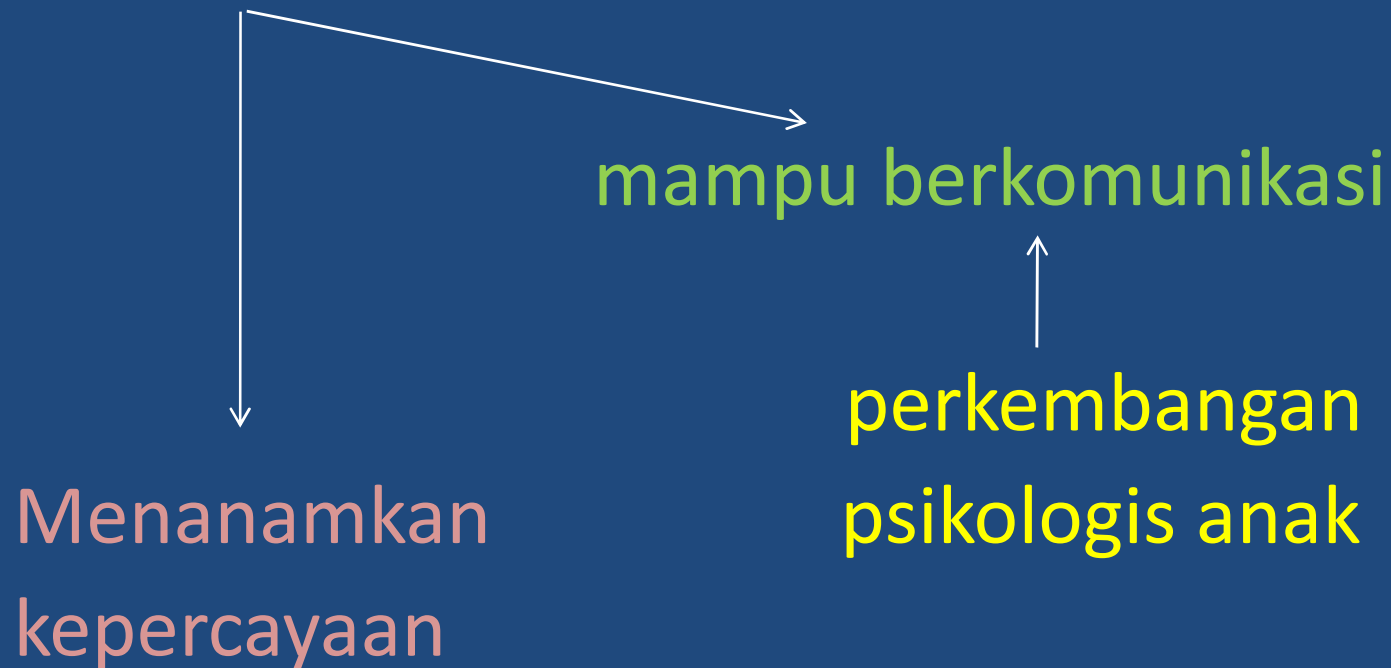 mampu berkomunikasi
perkembangan
psikologis anak
Menanamkan
kepercayaan